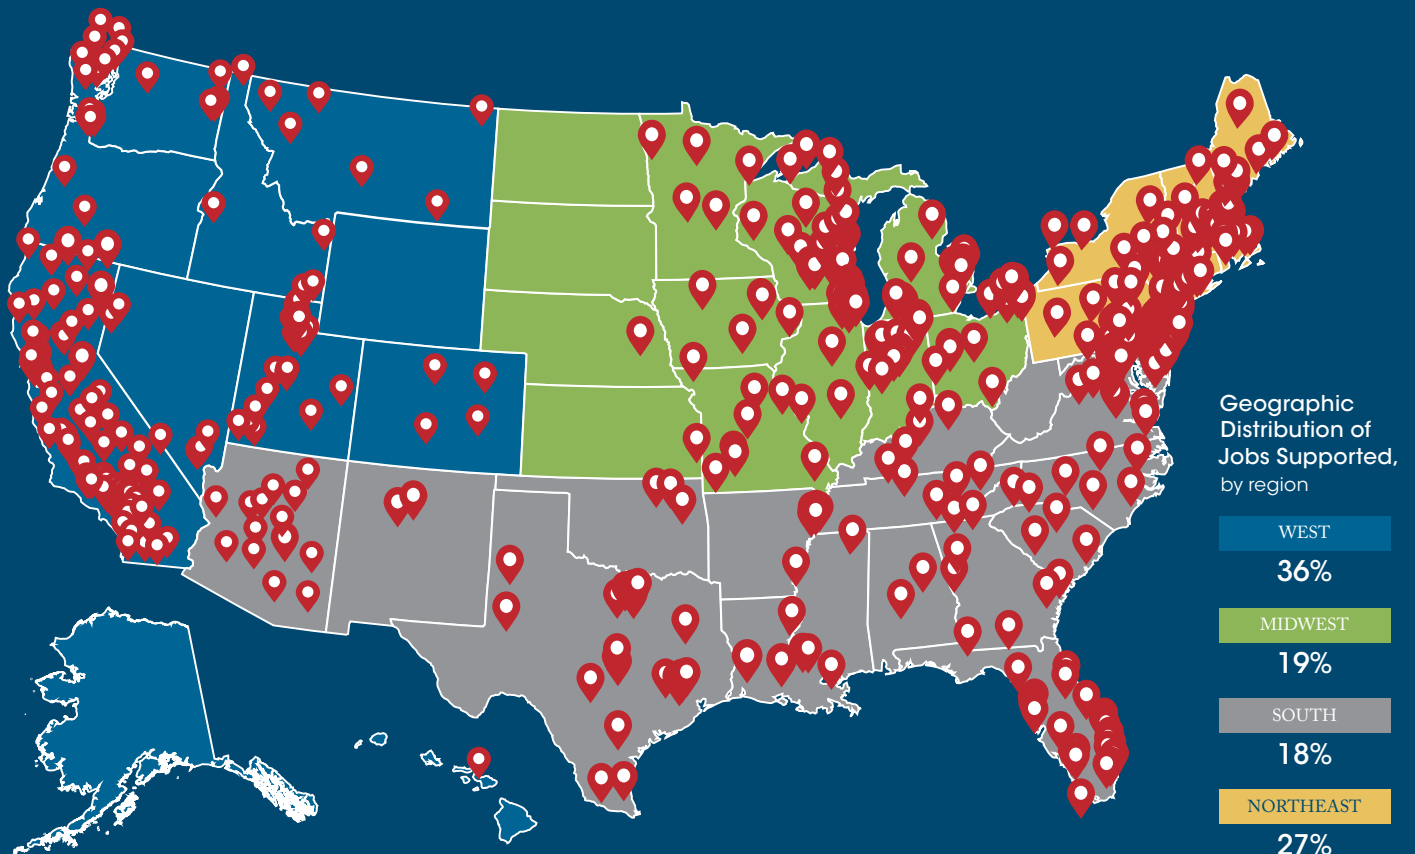 Geographic
Distribution of
Jobs Supported,
by region
WEST
36%
MIDWEST
19%
SOUTH
18%
NORTHEAST
27%